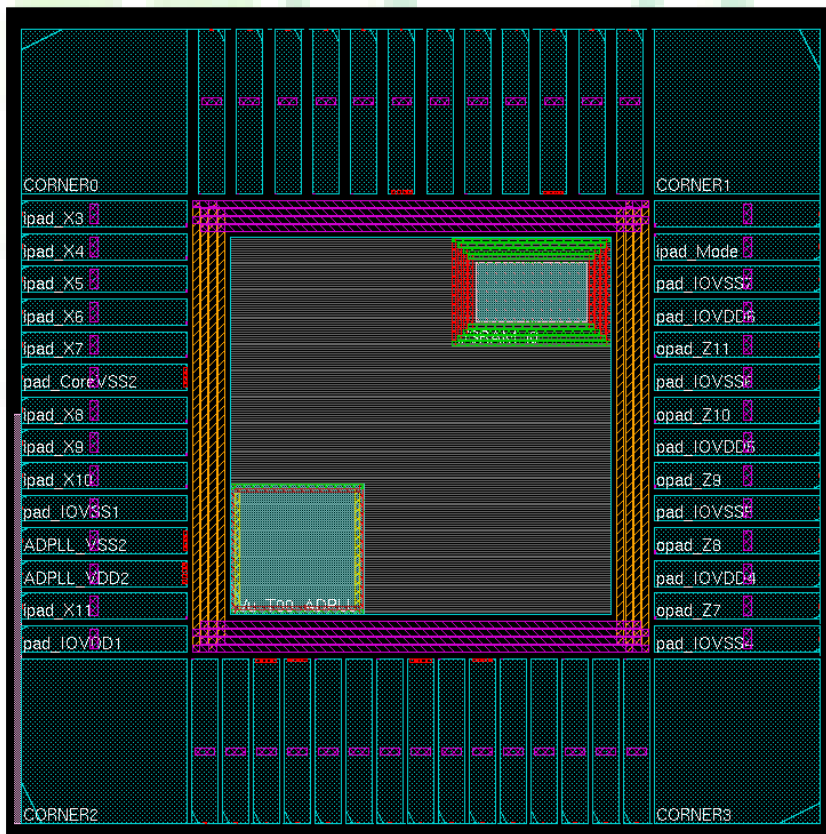 CORNER0
CORNER1
ipad_X3
ipad_X4
ipad_X5
ipad_X6
ipad_X7
pad_CoreVSS2
ipad_X8
ipad_X9
ipad_X10
pad_IOVSS1
ADPLL_VSS2
ADPLL_VDD2
ipad_X11
pad_IOVDD1
ipad_Mode
pad_IOVDD6
opad_Z11
pad_IOVSS6
opad_Z10
pad_IOVDD5
opad_Z9
pad_IOVSS5
opad_Z8
pad_IOVDD4
opad_Z7
pad_IOVSS4
CORNER2
CORNER3